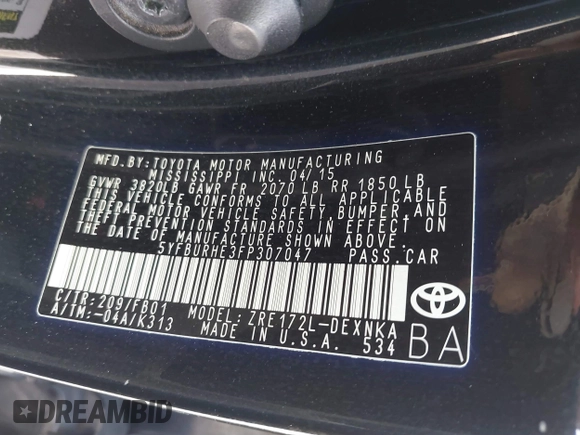 MFD.BY:TOYOTA MOTOR MANUFACTURING
MISSISSIPPI INC. 04/15
GVWR 3820LB GAWR FR 2070 LB RR 1850 LB
THIS VEHICLE CONFORMS TO ALL APPLICABLE
FEDERAL MOTOR VEHICLE SAFETY,BUMPER,AND
THEFT PREVENTION STANDARDS IN EFFECT ON
THE DATE OF MANUFACTURE SHOWN ABOVE.
5YFBURHE3FP307047 PASS.CAR
C/TR:209/FB01 MODEL:ZRE172L-DEXNKA
A/TM:-04A/K313 MADE IN U.S.A. 534
TOYOTA
BA
DREAMBID